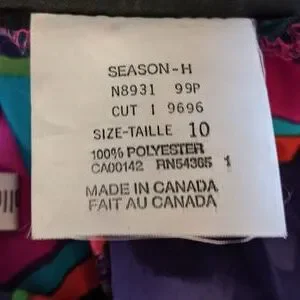 SEASON-H
N8931 99P
CUT I 9696
SIZE-TAILLE 10
100% POLYESTER
CA00142 RN54365 1
MADE IN CANADA
FAIT AU CANADA